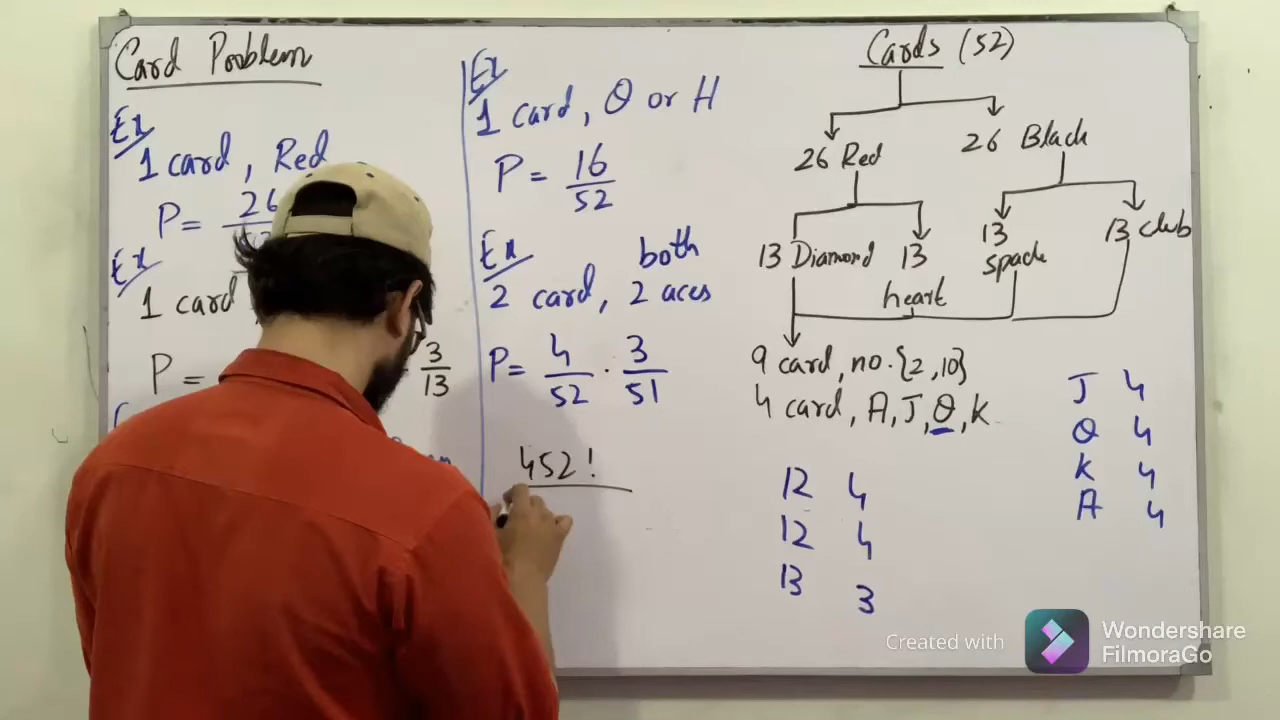 Card Problem
Ex
1 card, Red
P = 26
Ex
1 card
P =
3
13
Ex
1 card, Q or H
P = 16
52
Ex
both
2 card, 2 aces
P = 4/52 · 3/51
452!
Cards (52)
26 Red
26 Black
13 Diamond
13 heart
13 spade
13 club
9 card, no. {2, 10}
4 card, A, J, Q, K
12 4
12 4
13 3
J 4
Q 4
K 4
A 4
Created with
Wondershare
FilmoraGo